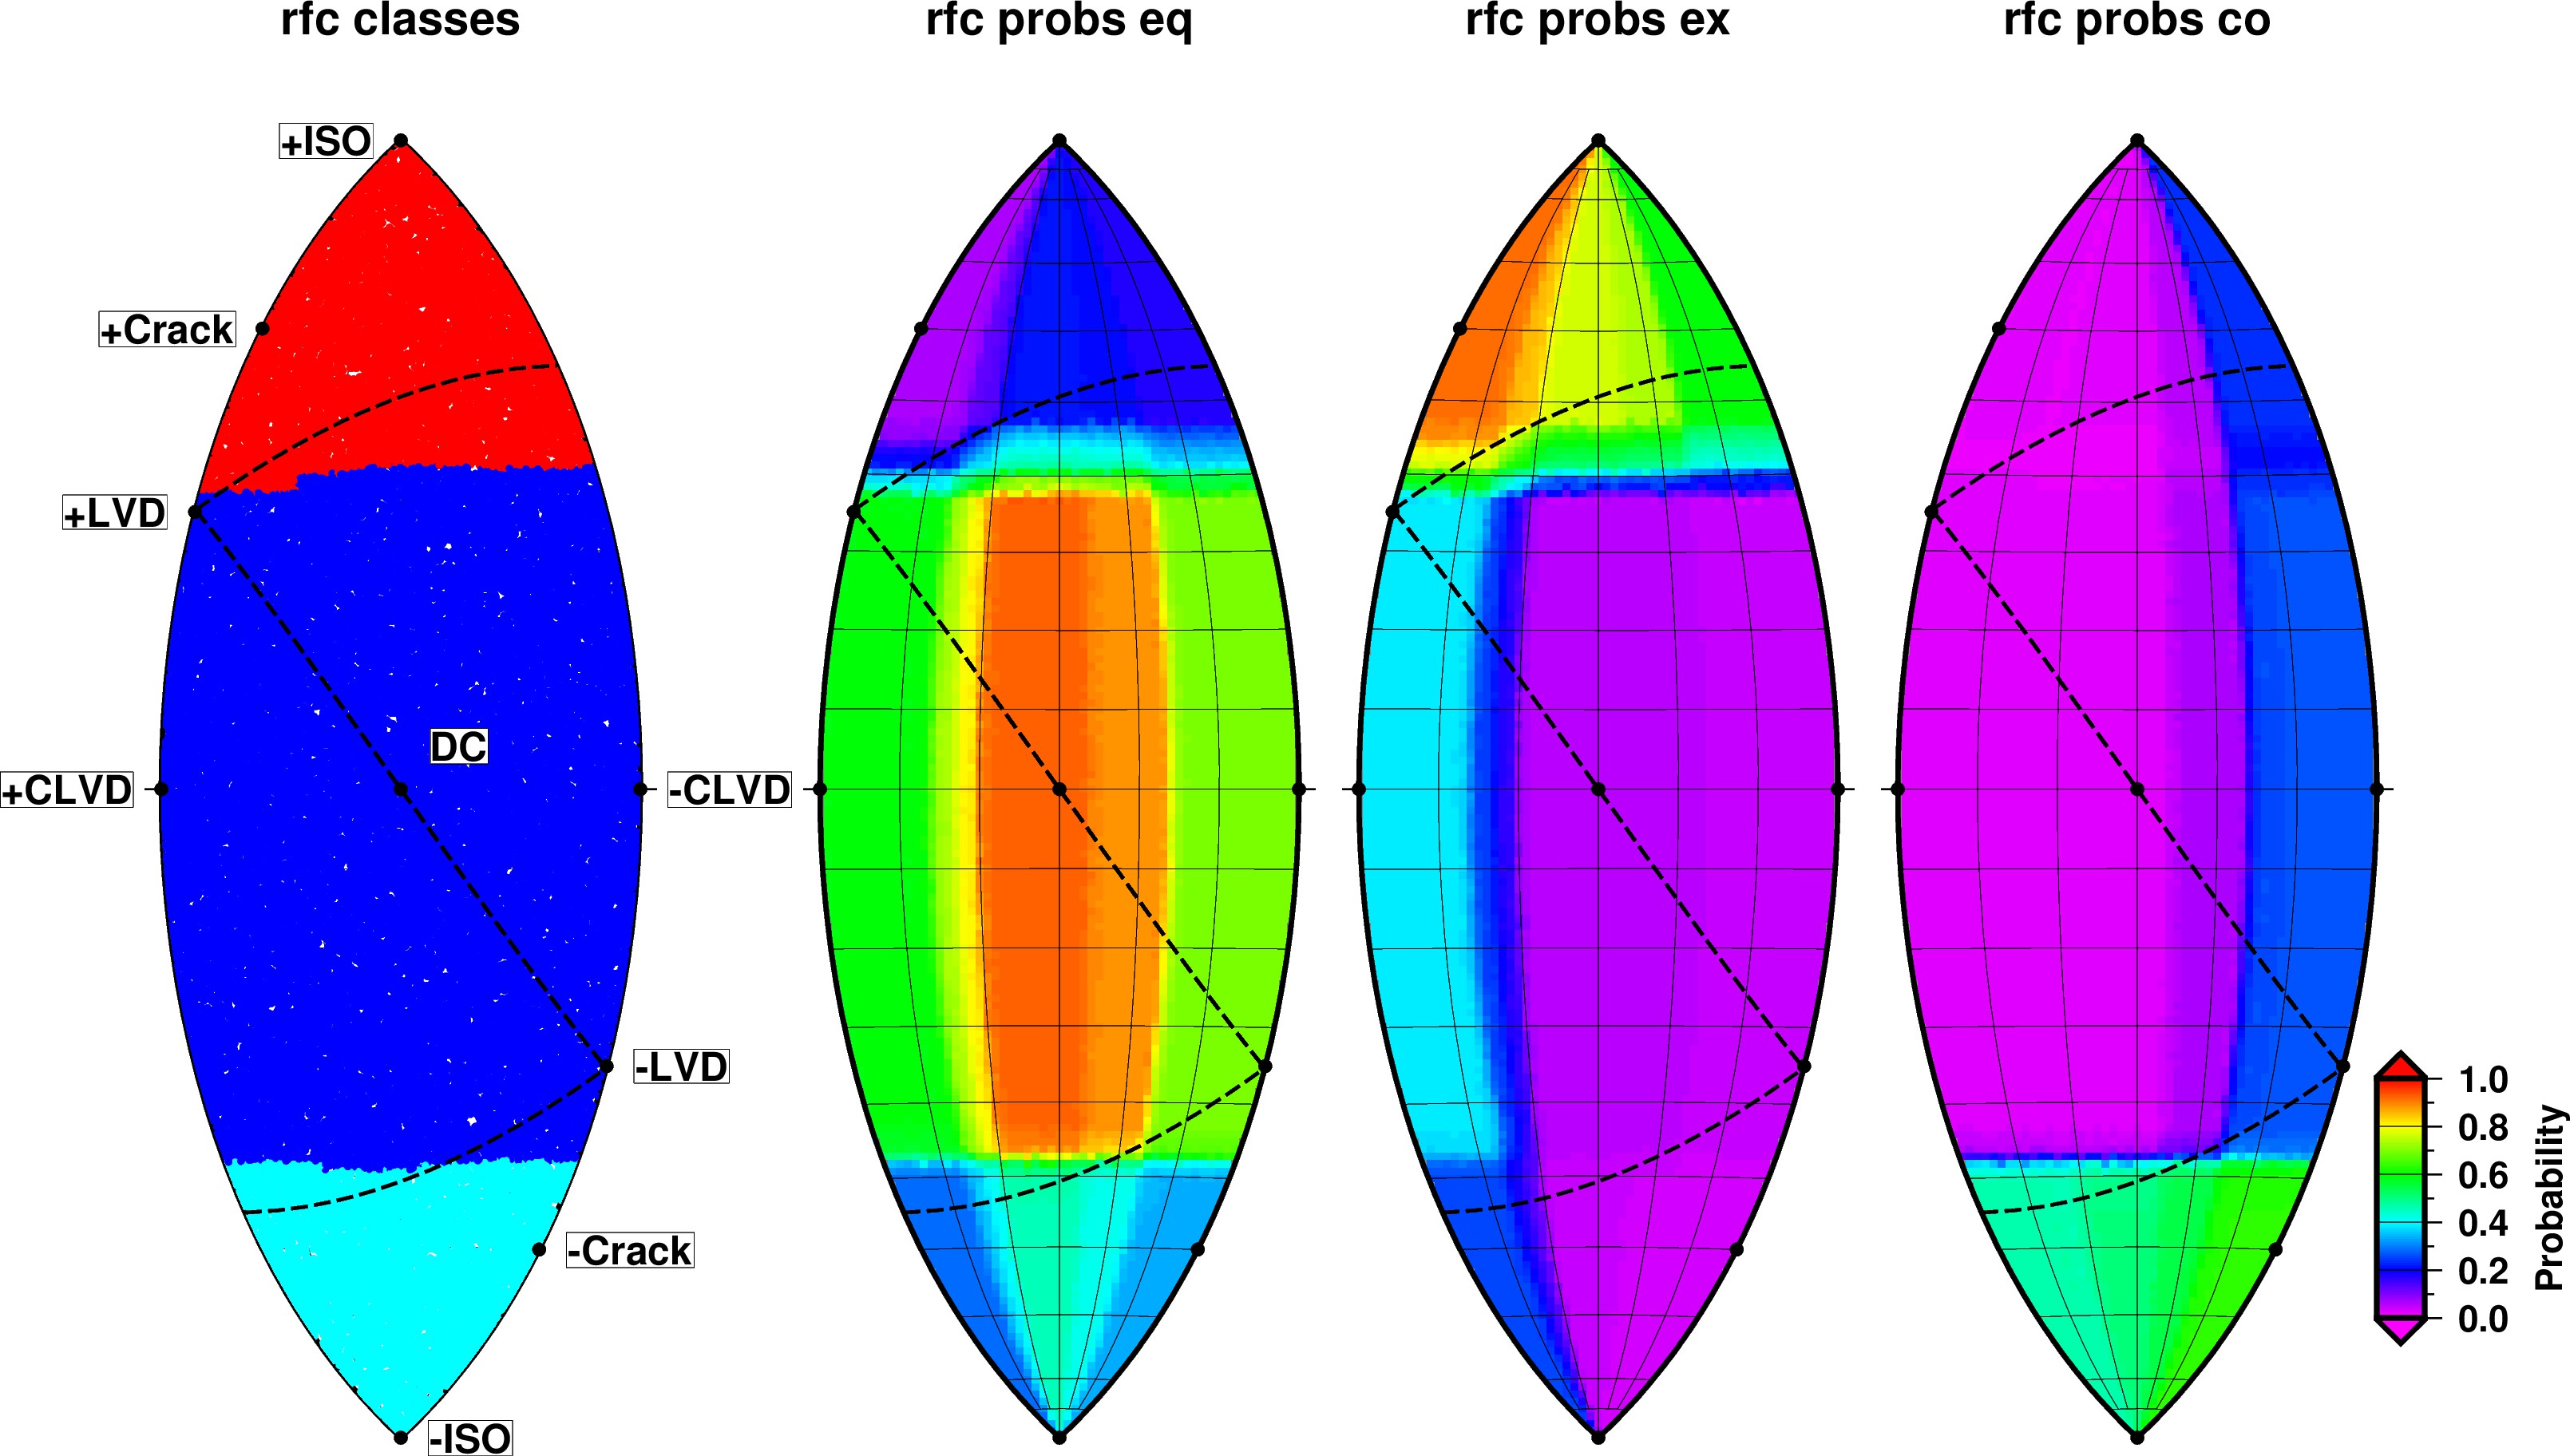 rfc classes
rfc probs eq
rfc probs ex
rfc probs co
+ISO
+Crack
+LVD
DC
+CLVD
-CLVD
-LVD
-Crack
-ISO
1.0
0.8
0.6
0.4
0.2
0.0
Probability